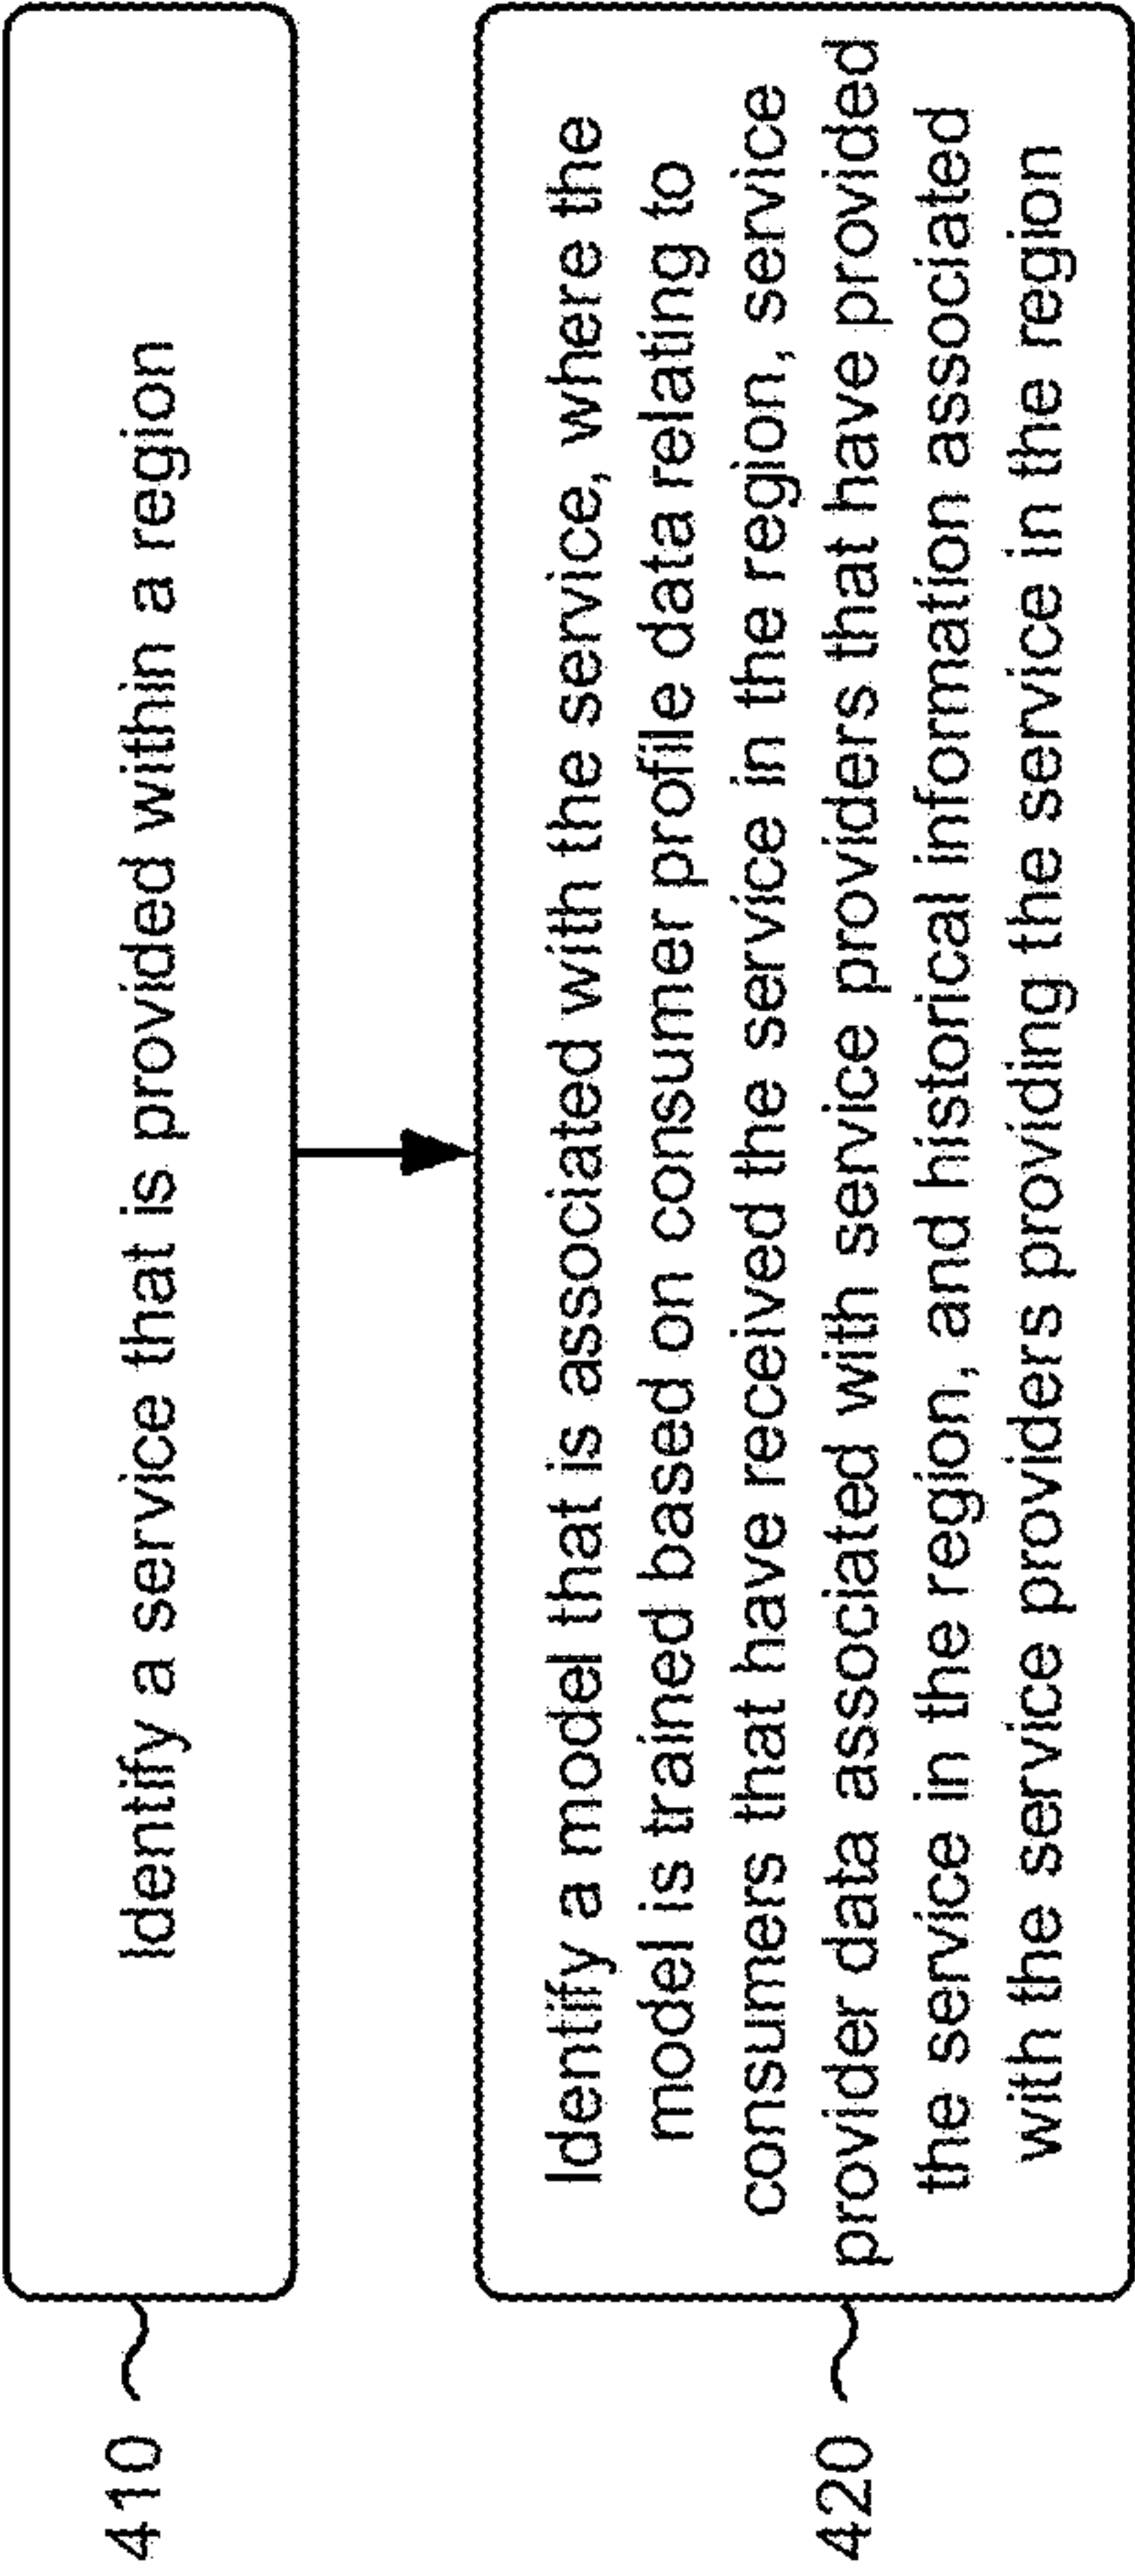 410
Identify a service that is provided within a region
420
Identify a model that is associated with the service, where the
model is trained based on consumer profile data relating to
consumers that have received the service in the region, service
provider data associated with service providers that have provided
the service in the region, and historical information associated
with the service providers providing the service in the region